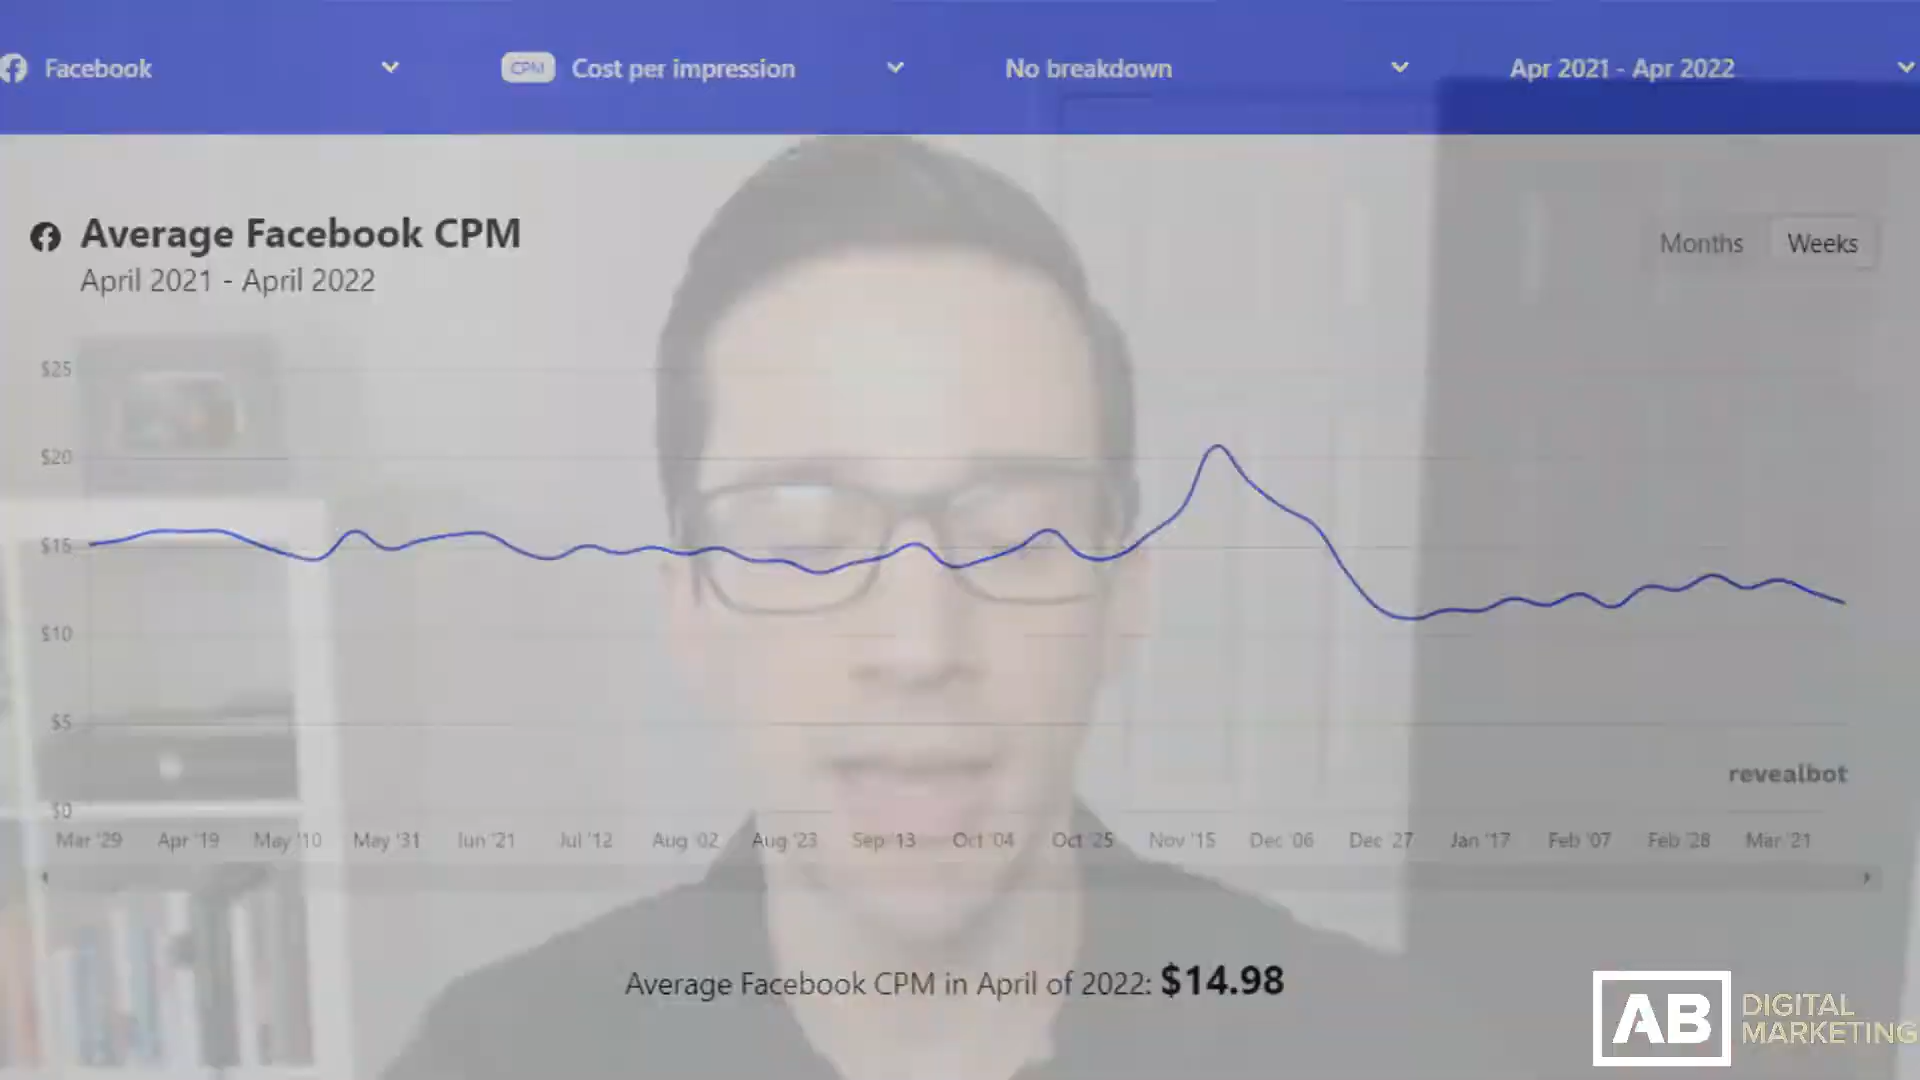 Facebook
CPM Cost per impression
No breakdown
Apr 2021 - Apr 2022
Average Facebook CPM
April 2021 - April 2022
Months Weeks
$25
$20
$15
$10
$5
$0
Mar '29 Apr '19 May '10 May '31 Jun '21 Jul '12 Aug '02 Aug '23 Sep '13 Oct '04 Oct '25 Nov '15 Dec '06 Dec '27 Jan '17 Feb '07 Feb '28 Mar '21
revealbot
Average Facebook CPM in April of 2022: $14.98
AB DIGITAL
MARKETING